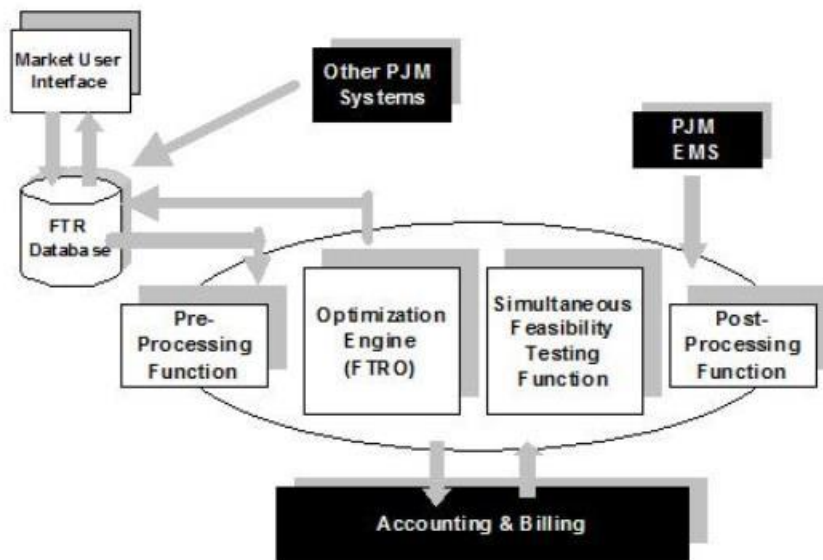 Market User
Interface
Other PJM
Systems
PJM
EMS
FTR
Database
Pre-
Processing
Function
Optimization
Engine
(FTRO)
Simultaneous
Feasibility
Testing
Function
Post-
Processing
Function
Accounting & Billing